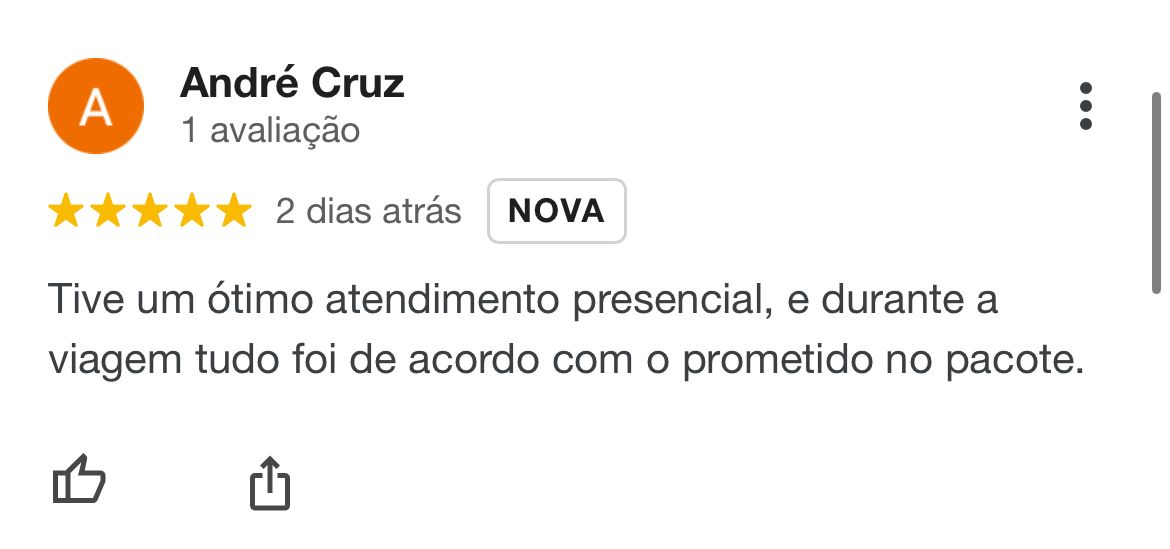 A
André Cruz
1 avaliação
2 dias atrás NOVA
Tive um ótimo atendimento presencial, e durante a
viagem tudo foi de acordo com o prometido no pacote.